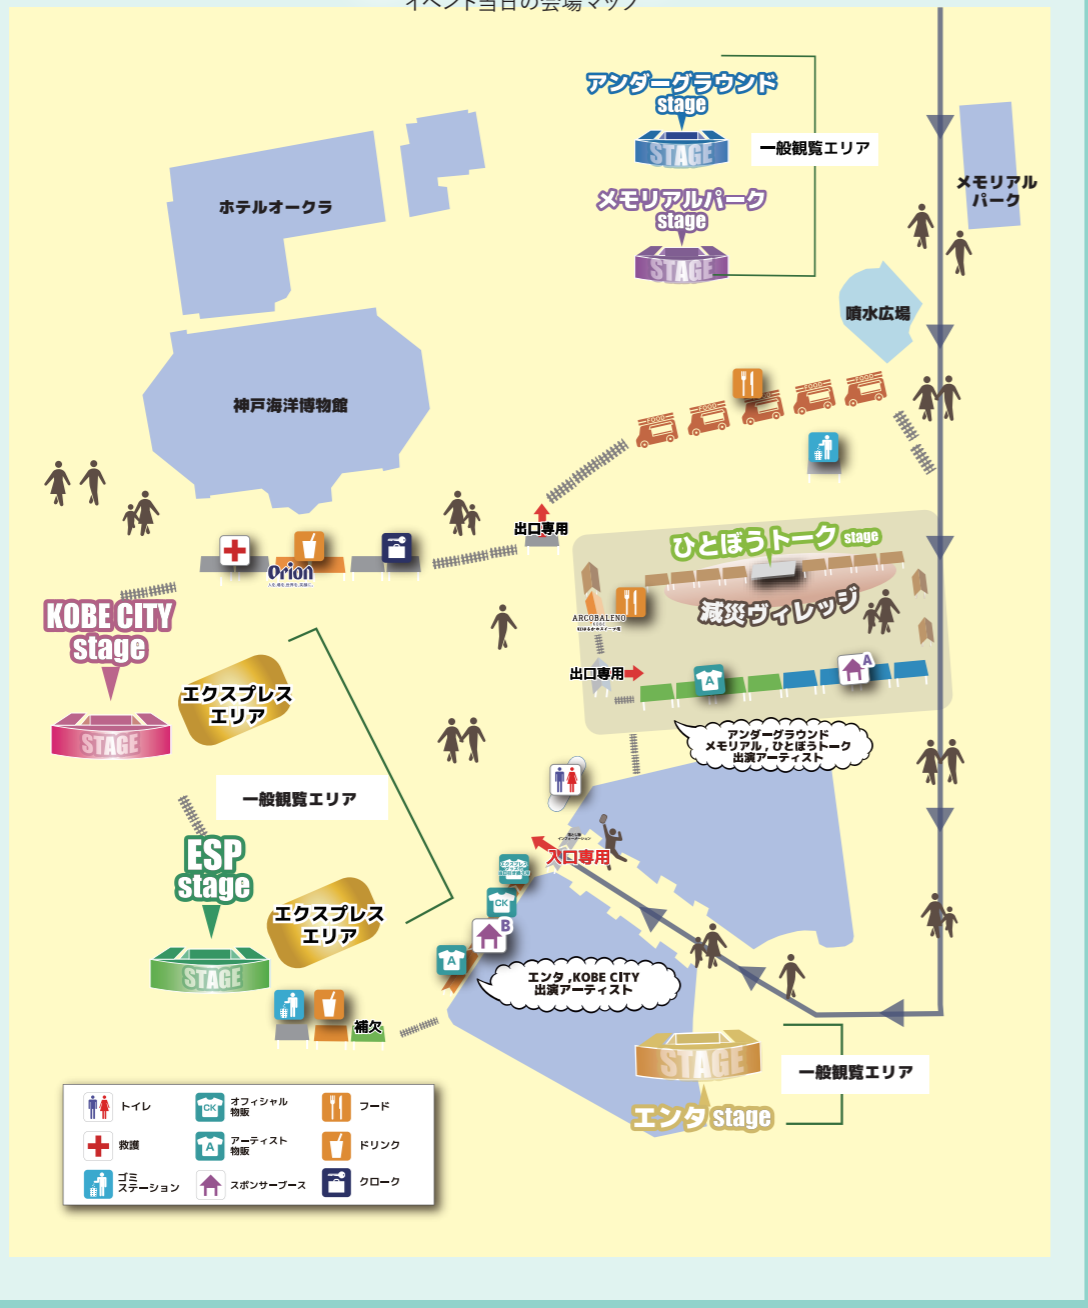 イベント当日の会場マップ
アンダーグラウンド
stage
STAGE
一般観覧エリア
メモリアルパーク
stage
STAGE
メモリアル
パーク
ホテルオークラ
噴水広場
神戸海洋博物館
FOOD
FOOD
FOOD
FOOD
FOOD
出口専用
Orion
ひとぼうトーク stage
減災ヴィレッジ
ARCOBALENO
KOBE CITY
stage
STAGE
エクスプレス
エリア
出口専用
A
A
アンダーグラウンド
メモリアル , ひとぼうトーク
出演アーティスト
一般観覧エリア
ESP
stage
STAGE
エクスプレス
エリア
入口専用
CK
B
A
エンタ ,KOBE CITY
出演アーティスト
補欠
STAGE
エンタ stage
一般観覧エリア
トイレ
救護
ゴミ
ステーション
CK
オフィシャル
物販
A
アーティスト
物販
スポンサーブース
フード
ドリンク
クローク